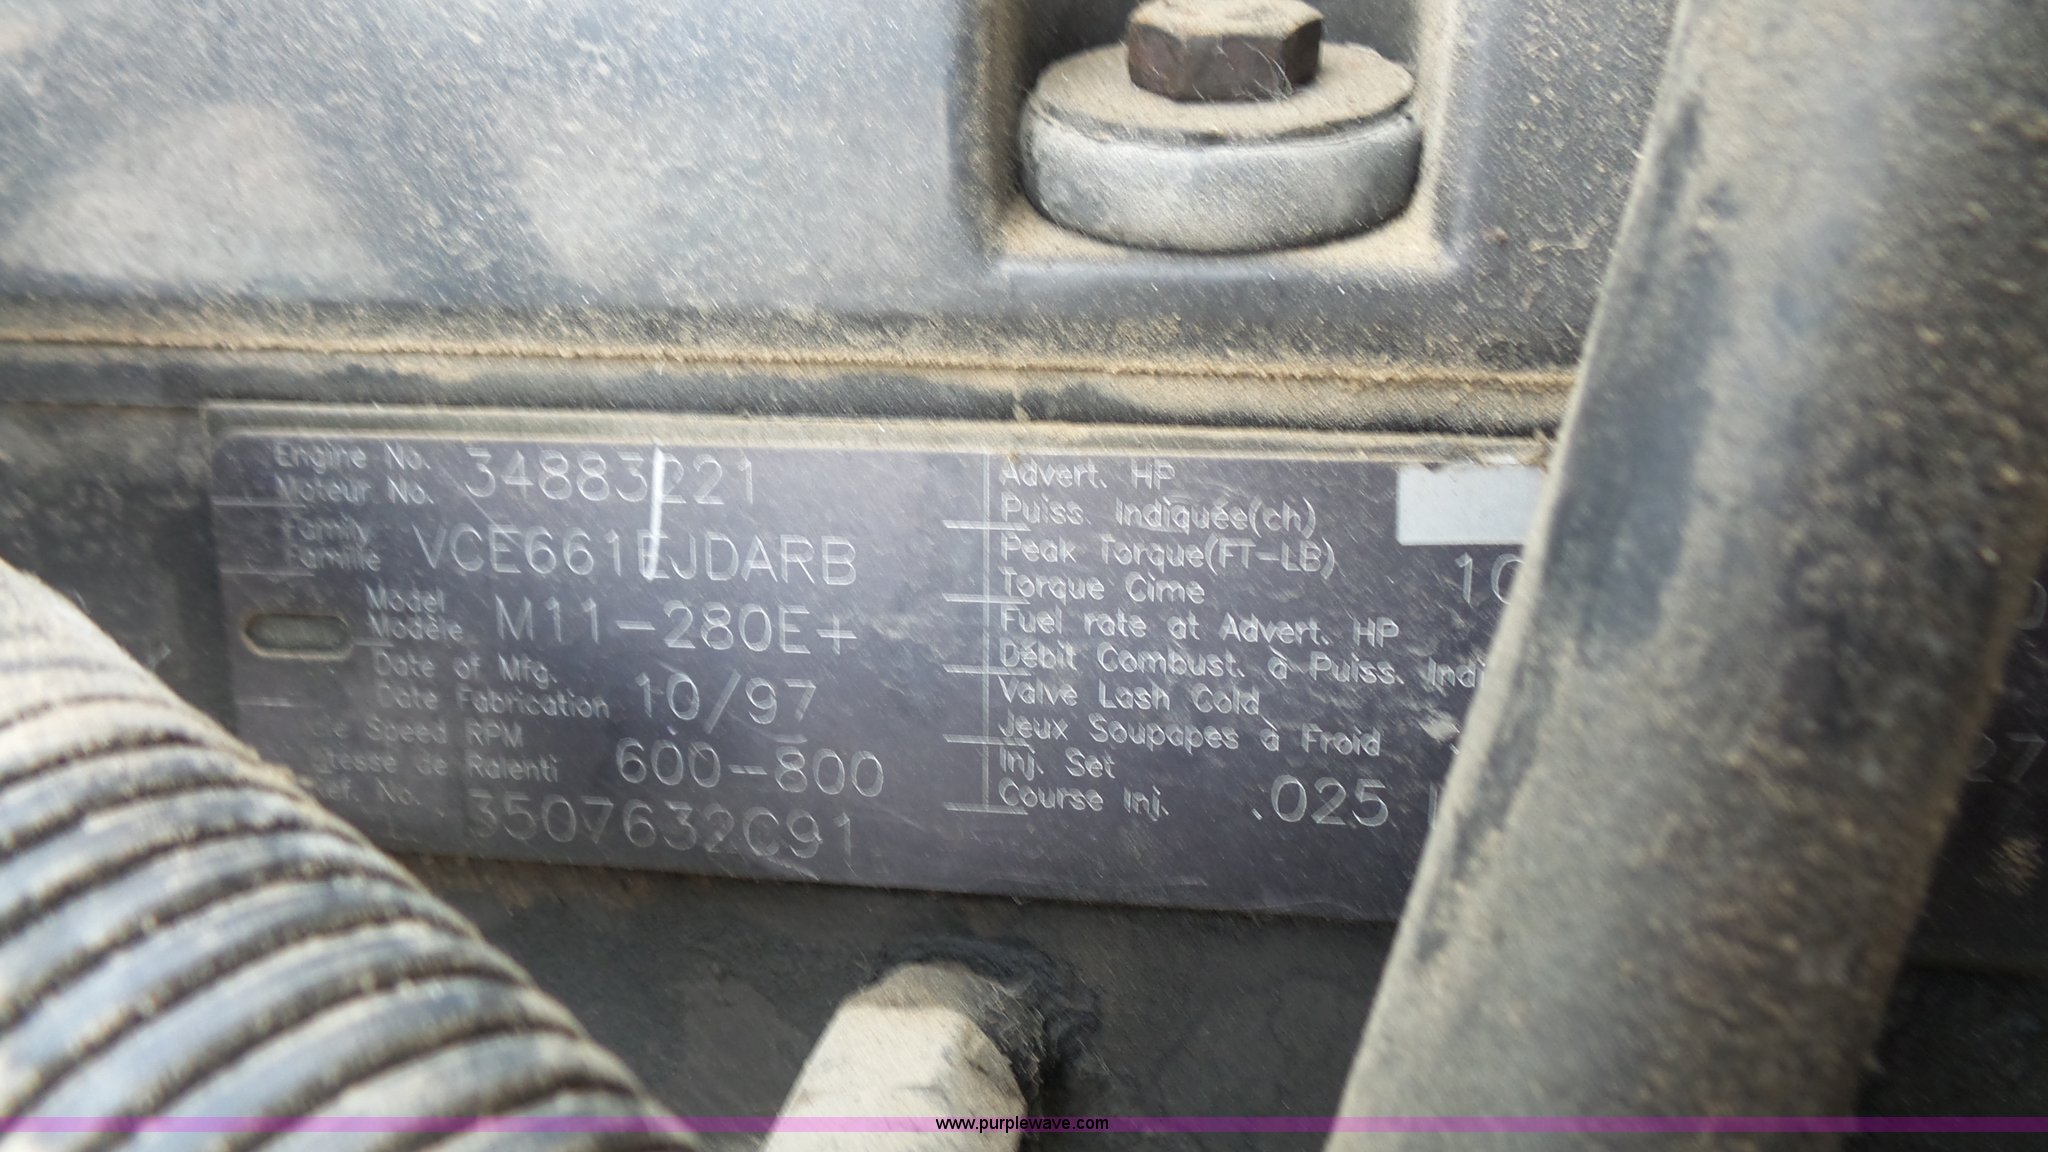 Engine No.
Moteur No.
34883221
Family
Famille
VCE661EJDARB
Model
Modèle
M11-280E+
Date of Mfg.
Date Fabrication
10/97
Speed RPM
de Ralenti
600-800
No.
3507632C91
Advert. HP
Puiss. Indiquée(ch)
Peak Torque(FT-LB)
Torque Cime
Fuel rate at Advert. HP
Débit Combust. à Puiss.
Valve Lash Cold
Jeux Soupapes à Froid
Inj. Set
Course Inj.
.025
www.purplewave.com